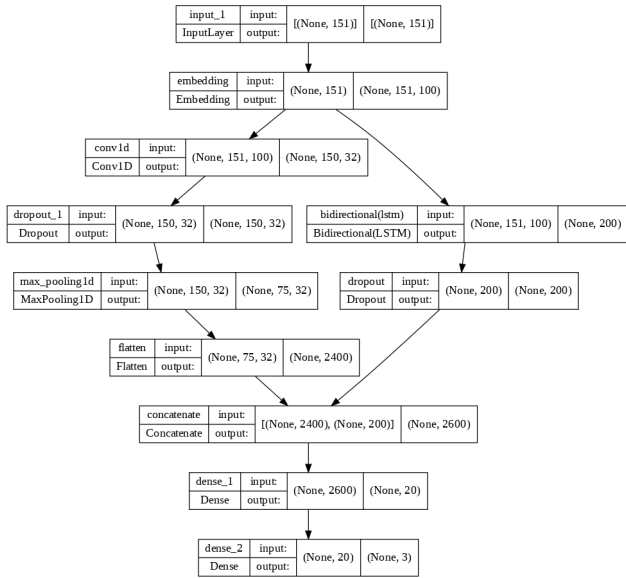 input_1 input: [(None, 151)] [(None, 151)]
InputLayer output:
embedding input: (None, 151) (None, 151, 100)
Embedding output:
conv1d input: (None, 151, 100) (None, 150, 32)
Conv1D output:
dropout_1 input: (None, 150, 32) (None, 150, 32)
Dropout output:
bidirectional(lstm) input: (None, 151, 100) (None, 200)
Bidirectional(LSTM) output:
max_pooling1d input: (None, 150, 32) (None, 75, 32)
MaxPooling1D output:
dropout input: (None, 200) (None, 200)
Dropout output:
flatten input: (None, 75, 32) (None, 2400)
Flatten output:
concatenate input: [(None, 2400), (None, 200)] (None, 2600)
Concatenate output:
dense_1 input: (None, 2600) (None, 20)
Dense output:
dense_2 input: (None, 20) (None, 3)
Dense output: